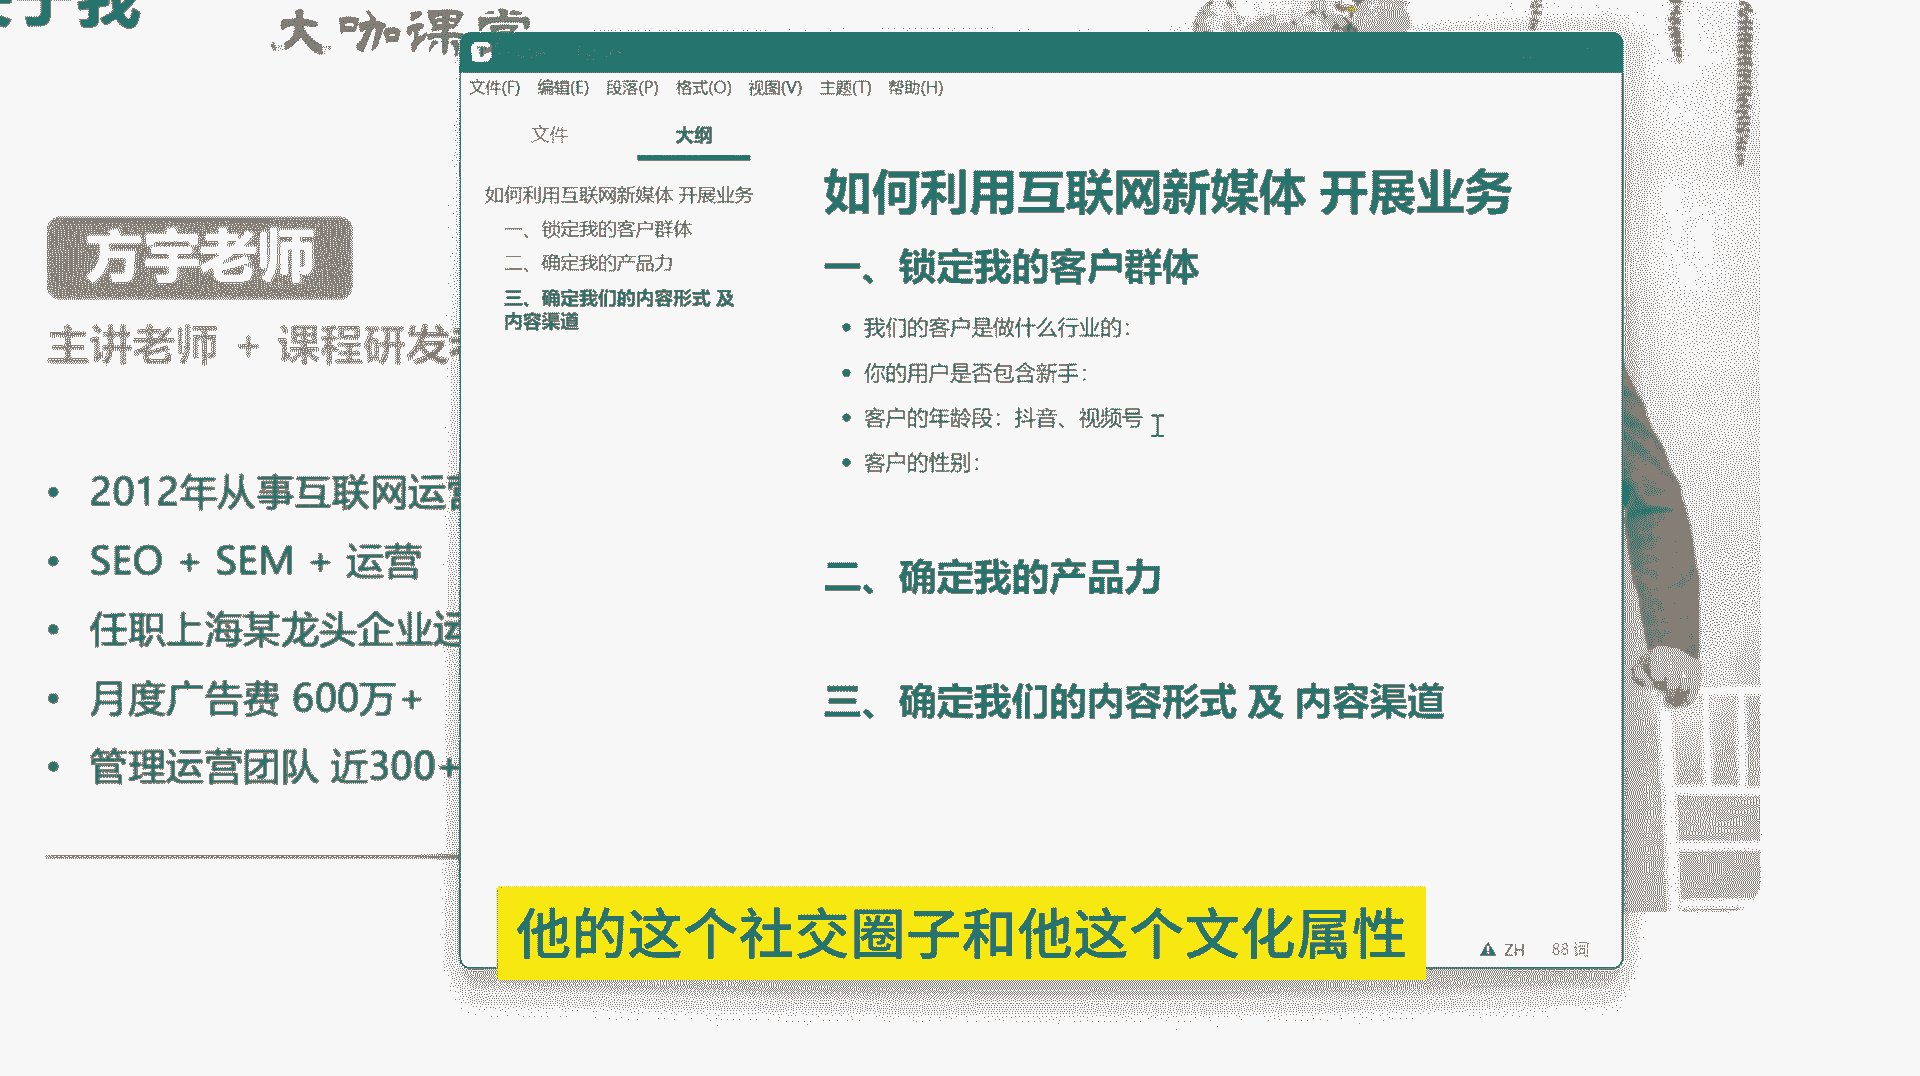 大咖课堂
方宇老师
主讲老师 + 课程研发
2012年从事互联网运营
SEO + SEM + 运营
任职上海某龙头企业运
月度广告费 600万+
管理运营团队 近300+
文件(F) 编辑(E) 段落(P) 格式(O) 视图(V) 主题(T) 帮助(H)
文件 大纲
如何利用互联网新媒体 开展业务
一、锁定我的客户群体
二、确定我的产品力
三、确定我们的内容形式 及
内容渠道
如何利用互联网新媒体 开展业务
一、锁定我的客户群体
我们的客户是做什么行业的：
你的用户是否包含新手：
客户的年龄段：抖音、视频号
客户的性别：
二、确定我的产品力
三、确定我们的内容形式 及 内容渠道
他的这个社交圈子和他这个文化属性
ZH 88 词